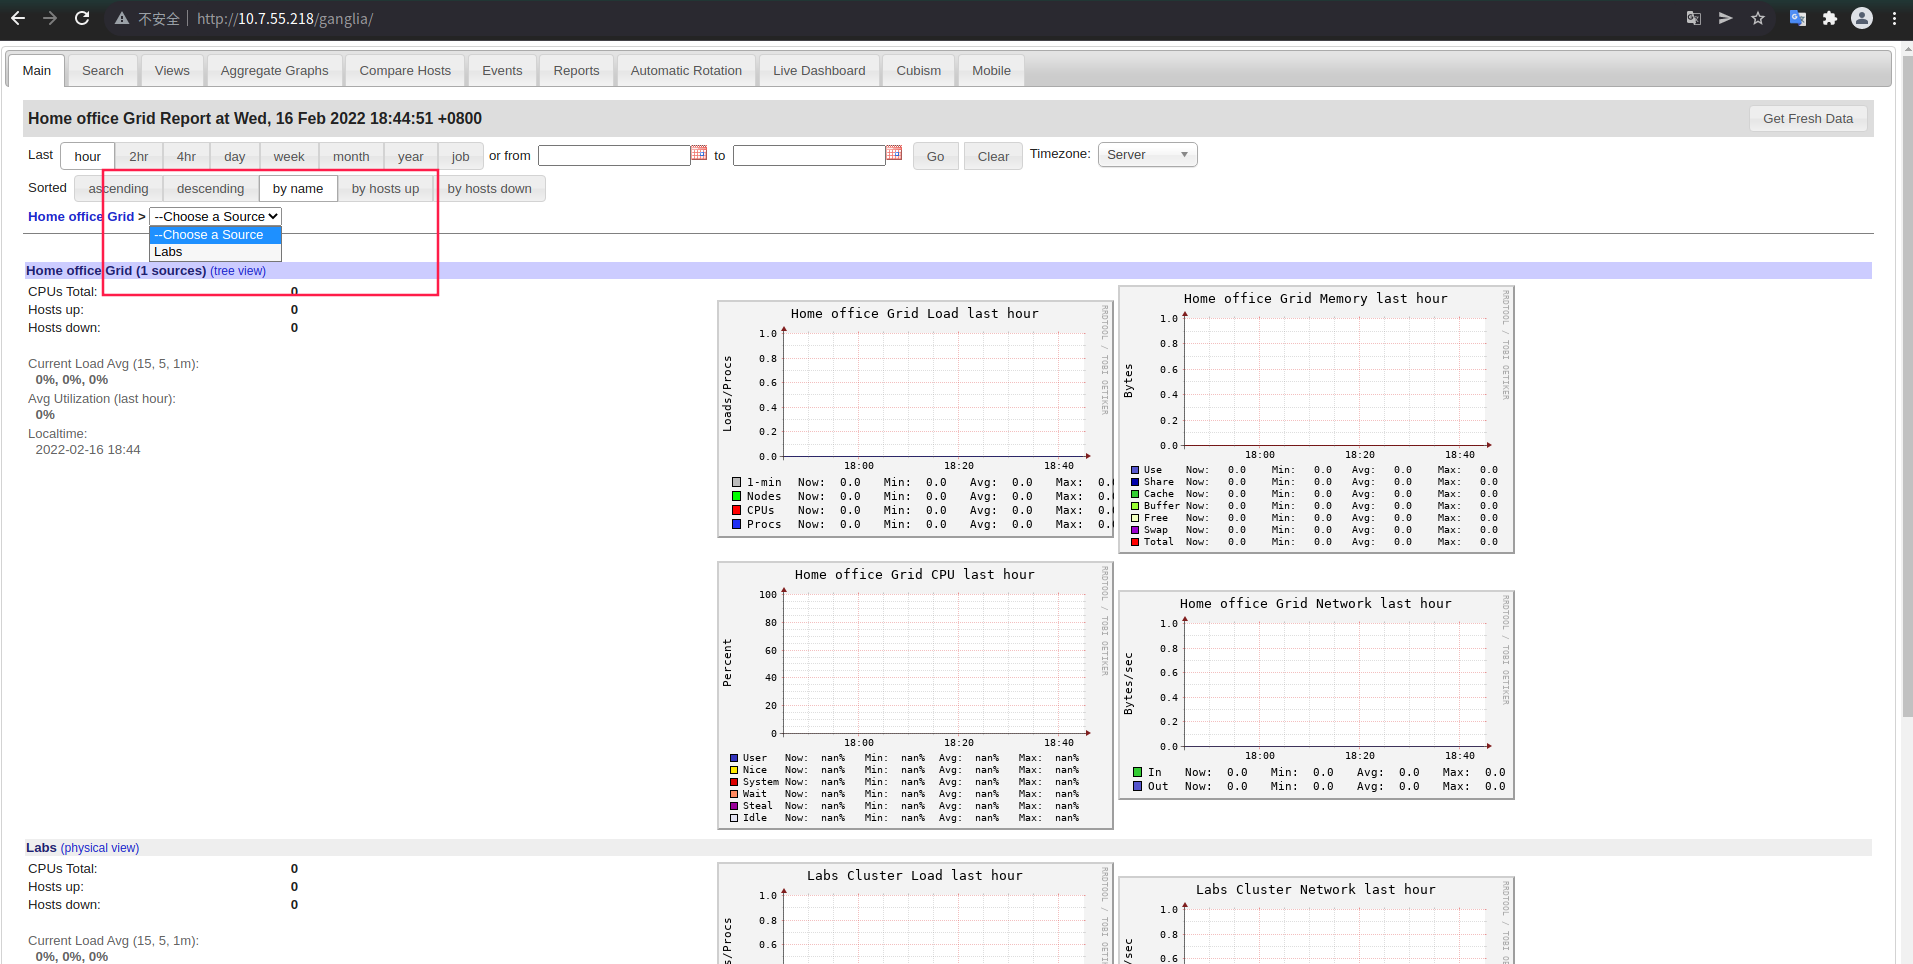 不安全 http://10.7.55.218/ganglia/
Main Search Views Aggregate Graphs Compare Hosts Events Reports Automatic Rotation Live Dashboard Cubism Mobile
Home office Grid Report at Wed, 16 Feb 2022 18:44:51 +0800 Get Fresh Data
Last hour 2hr 4hr day week month year job or from to Go Clear Timezone: Server
Sorted ascending descending by name by hosts up by hosts down
Home office Grid > --Choose a Source
--Choose a Source
Labs
Home office Grid (1 sources) (tree view)
CPUs Total: 0
Hosts up: 0
Hosts down: 0
Current Load Avg (15, 5, 1m):
0%, 0%, 0%
Avg Utilization (last hour):
0%
Localtime:
2022-02-16 18:44
Home office Grid Load last hour
RRDTOOL / TOBI OETIKER
Loads/Procs
1.0
0.8
0.6
0.4
0.2
0.0
18:00 18:20 18:40
1-min Now: 0.0 Min: 0.0 Avg: 0.0 Max: 0.0
Nodes Now: 0.0 Min: 0.0 Avg: 0.0 Max: 0.0
CPUs Now: 0.0 Min: 0.0 Avg: 0.0 Max: 0.0
Procs Now: 0.0 Min: 0.0 Avg: 0.0 Max: 0.0
Home office Grid Memory last hour
RRDTOOL / TOBI OETIKER
Bytes
1.0
0.8
0.6
0.4
0.2
0.0
18:00 18:20 18:40
Use Now: 0.0 Min: 0.0 Avg: 0.0 Max: 0.0
Share Now: 0.0 Min: 0.0 Avg: 0.0 Max: 0.0
Cache Now: 0.0 Min: 0.0 Avg: 0.0 Max: 0.0
Buffer Now: 0.0 Min: 0.0 Avg: 0.0 Max: 0.0
Free Now: 0.0 Min: 0.0 Avg: 0.0 Max: 0.0
Swap Now: 0.0 Min: 0.0 Avg: 0.0 Max: 0.0
Total Now: 0.0 Min: 0.0 Avg: 0.0 Max: 0.0
Home office Grid CPU last hour
RRDTOOL / TOBI OETIKER
Percent
100
80
60
40
20
0
18:00 18:20 18:40
User Now: nan% Min: nan% Avg: nan% Max: nan%
Nice Now: nan% Min: nan% Avg: nan% Max: nan%
System Now: nan% Min: nan% Avg: nan% Max: nan%
Wait Now: nan% Min: nan% Avg: nan% Max: nan%
Steal Now: nan% Min: nan% Avg: nan% Max: nan%
Idle Now: nan% Min: nan% Avg: nan% Max: nan%
Home office Grid Network last hour
RRDTOOL / TOBI OETIKER
Bytes/sec
1.0
0.8
0.6
0.4
0.2
0.0
18:00 18:20 18:40
In Now: 0.0 Min: 0.0 Avg: 0.0 Max: 0.0
Out Now: 0.0 Min: 0.0 Avg: 0.0 Max: 0.0
Labs (physical view)
CPUs Total: 0
Hosts up: 0
Hosts down: 0
Current Load Avg (15, 5, 1m):
0%, 0%, 0%
Labs Cluster Load last hour
RRDTOOL / TOBI OETIKER
s/Procs
1.0
0.8
0.6
Labs Cluster Network last hour
RRDTOOL / TOBI O
/sec
1.0
0.8
0.6